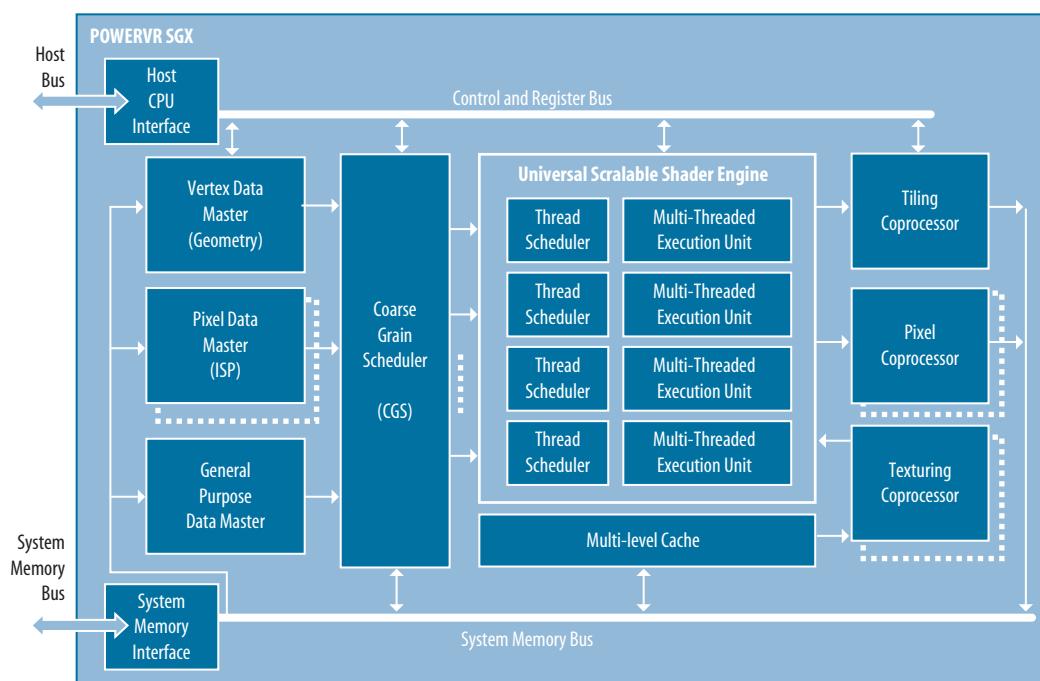 POWERVR SGX
Host
Bus
Host
CPU
Interface
Control and Register Bus
Vertex Data
Master
(Geometry)
Pixel Data
Master
(ISP)
General
Purpose
Data Master
Coarse
Grain
Scheduler
(CGS)
Universal Scralable Shader Engine
Thread
Scheduler
Multi-Threaded
Execution Unit
Thread
Scheduler
Multi-Threaded
Execution Unit
Thread
Scheduler
Multi-Threaded
Execution Unit
Thread
Scheduler
Multi-Threaded
Execution Unit
Multi-level Cache
Tiling
Coprocessor
Pixel
Coprocessor
Texturing
Coprocessor
System
Memory
Bus
System
Memory
Interface
System Memory Bus